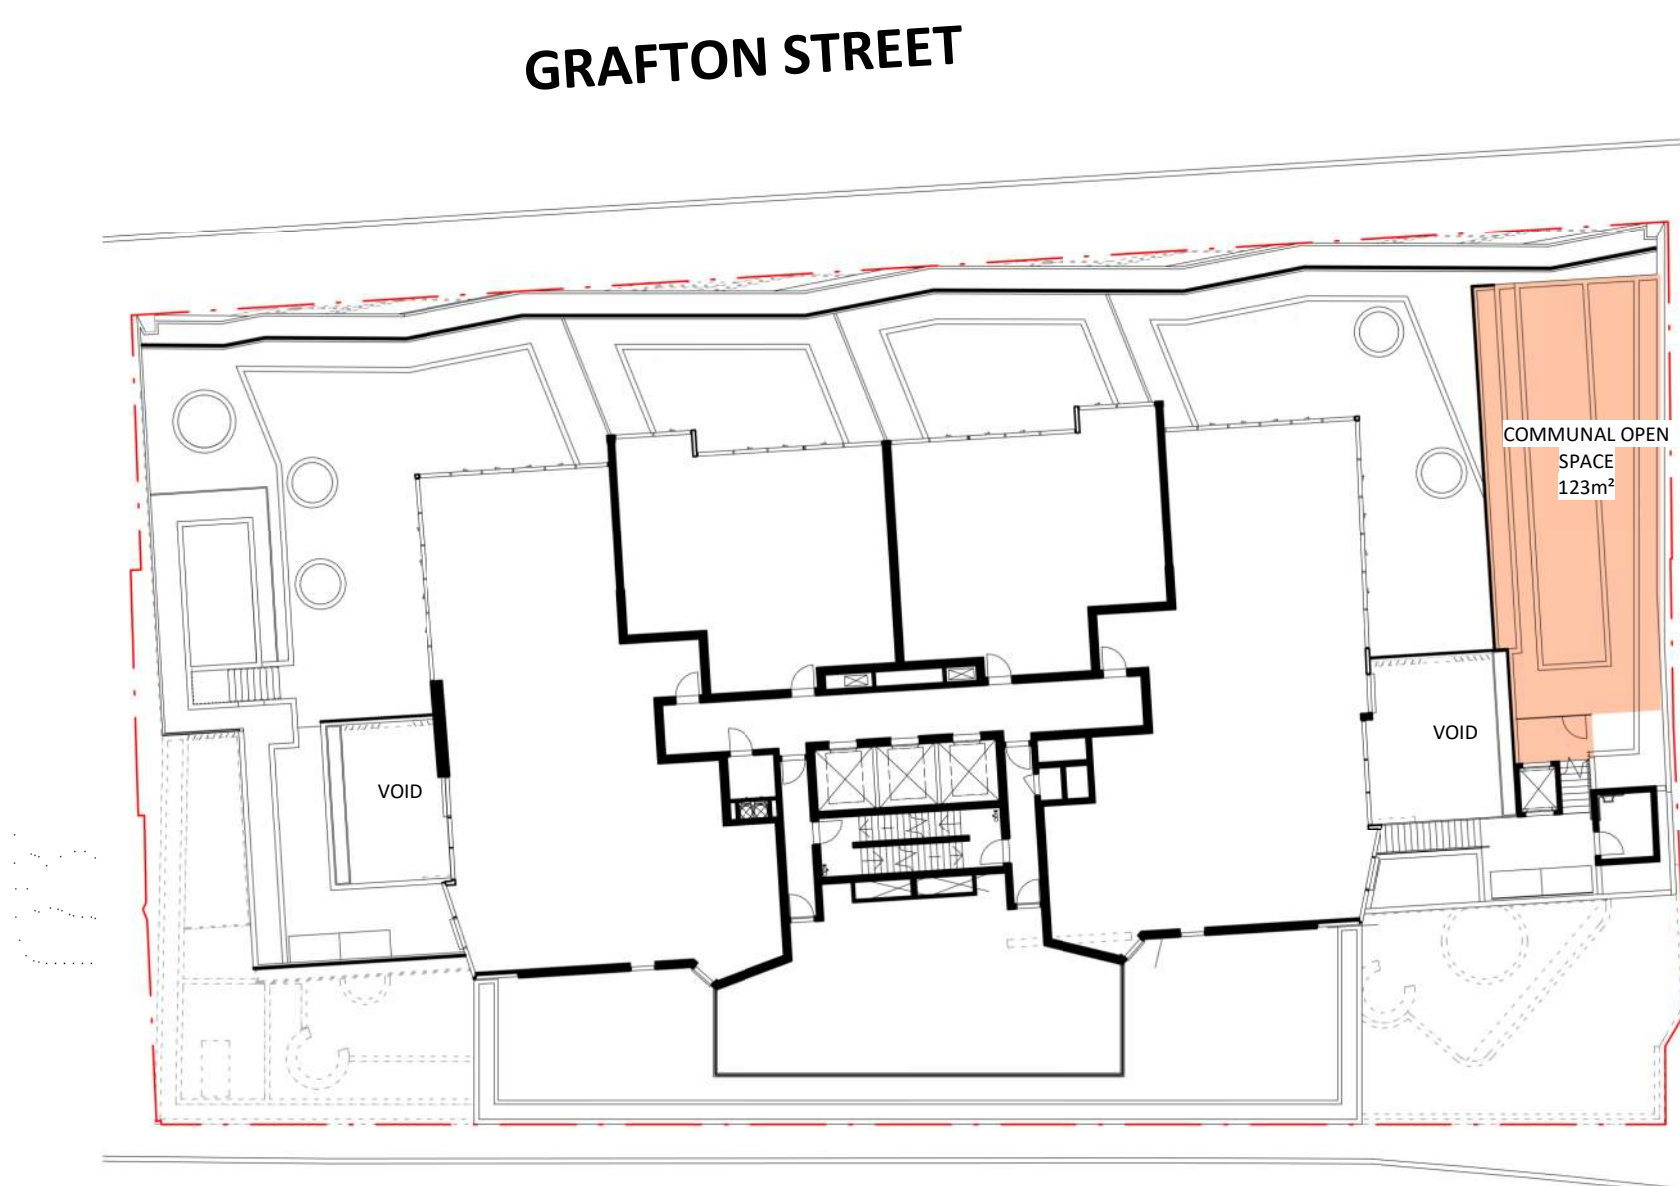 GRAFTON STREET
COMMUNAL OPEN
SPACE
123m²
VOID
VOID